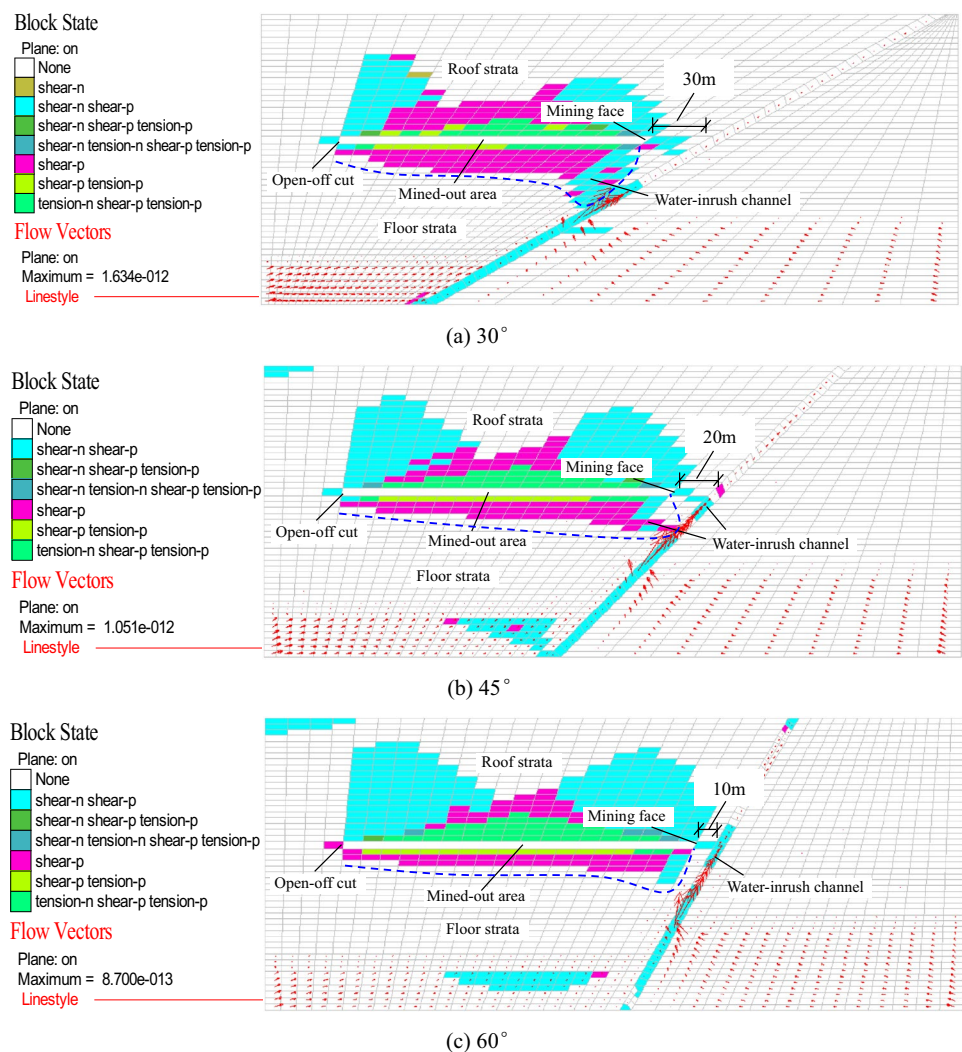 Block State
Plane: on
None
shear-n
shear-n shear-p
shear-n shear-p tension-p
shear-n tension-n shear-p tension-p
shear-p
shear-p tension-p
tension-n shear-p tension-p
Flow Vectors
Plane: on
Maximum = 1.634e-012
Linestyle
Roof strata
30m
Mining face
Open-off cut
Mined-out area
Water-inrush channel
Floor strata
(a) 30°
Block State
Plane: on
None
shear-n shear-p
shear-n shear-p tension-p
shear-n tension-n shear-p tension-p
shear-p
shear-p tension-p
tension-n shear-p tension-p
Flow Vectors
Plane: on
Maximum = 1.051e-012
Linestyle
Roof strata
20m
Mining face
Open-off cut
Mined-out area
Water-inrush channel
Floor strata
(b) 45°
Block State
Plane: on
None
shear-n shear-p
shear-n shear-p tension-p
shear-n tension-n shear-p tension-p
shear-p
shear-p tension-p
tension-n shear-p tension-p
Flow Vectors
Plane: on
Maximum = 8.700e-013
Linestyle
Roof strata
10m
Mining face
Open-off cut
Mined-out area
Water-inrush channel
Floor strata
(c) 60°